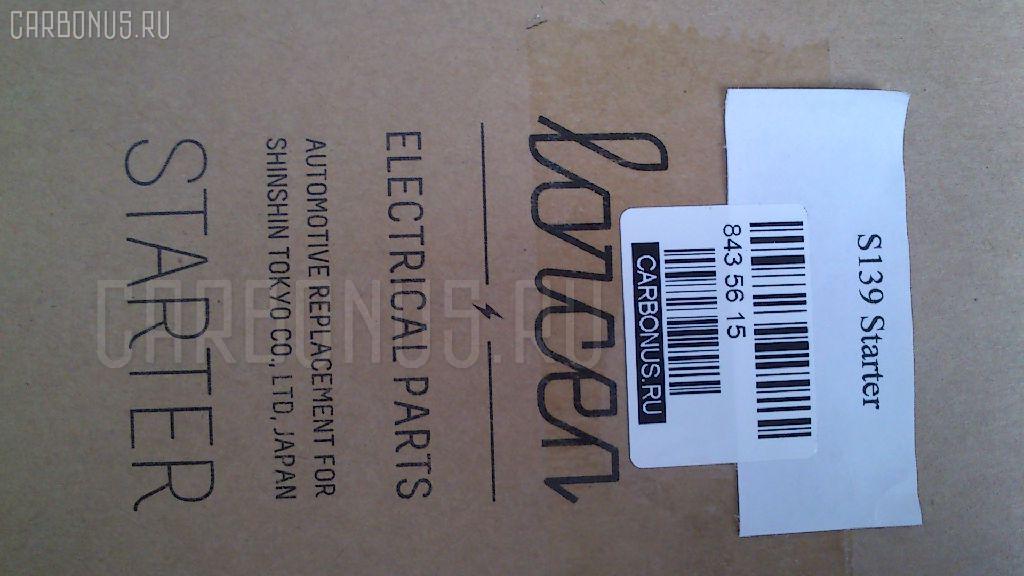 CARBONUS.RU
S139 Starter
843 56 15
CARBONUS.RU
lorcen
ELECTRICAL PARTS
AUTOMOTIVE REPLACEMENT FOR
SHINSHIN TOKYO CO., LTD, JAPAN
STARTER
CARBONUS.RU